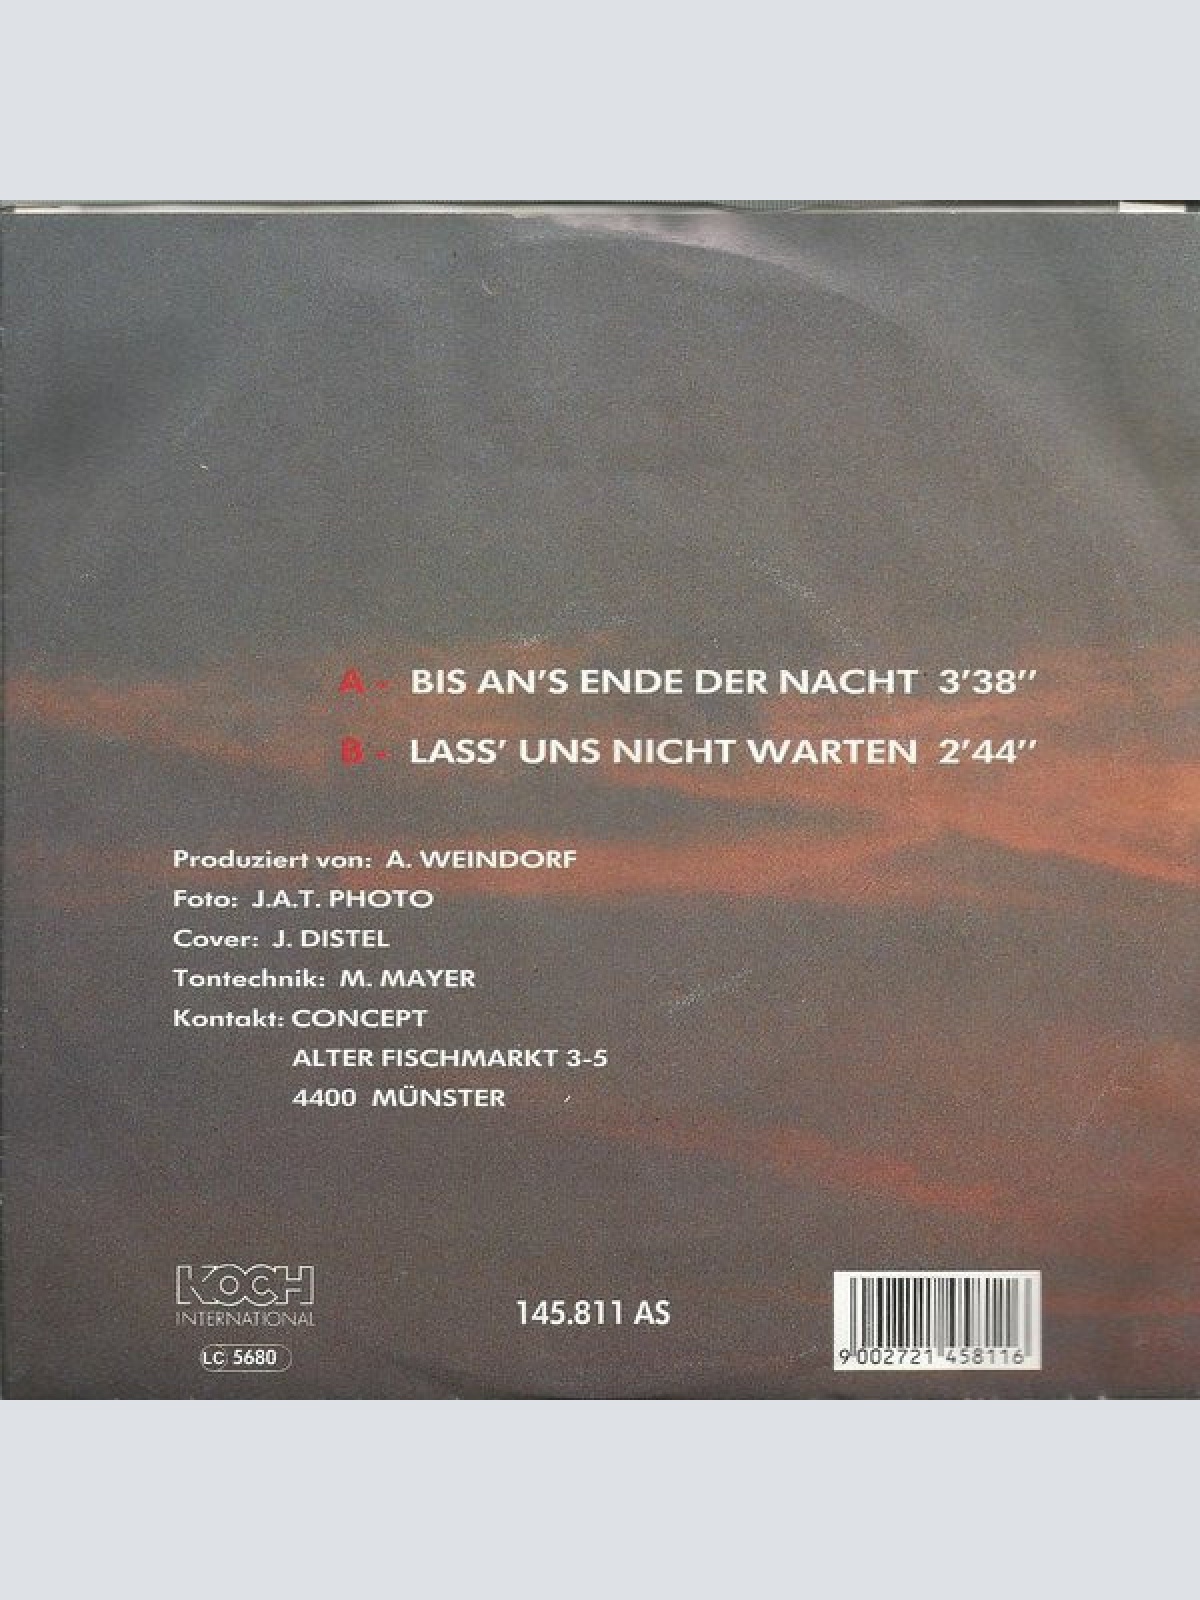 A - BIS AN'S ENDE DER NACHT 3'38''
B - LASS' UNS NICHT WARTEN 2'44''
Produziert von: A. WEINDORF
Foto: J.A.T. PHOTO
Cover: J. DISTEL
Tontechnik: M. MAYER
Kontakt: CONCEPT
ALTER FISCHMARKT 3-5
4400 MÜNSTER
KOCH
INTERNATIONAL
LC 5680
145.811 AS
9 002721 458116